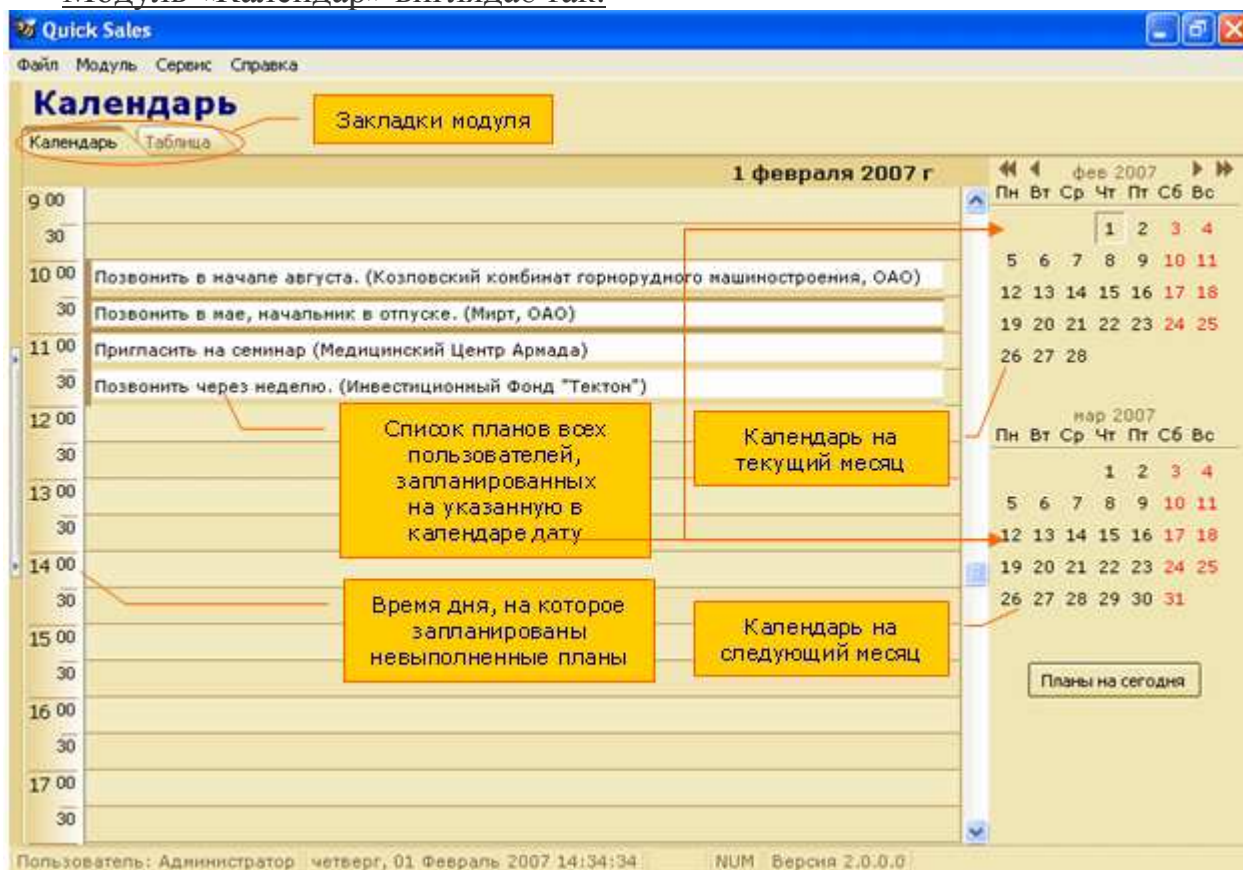 Модуль «Календар» виглядає так:
Quick Sales
Файл Модуль Сервис Справка
Календарь
Закладки модуля
Календарь Таблица
1 февраля 2007 г
9 00
30
10 00 Позвонить в начале августа. (Козловский комбинат горнорудного машиностроения, ОАО)
30 Позвонить в мае, начальник в отпуске. (Мирт, ОАО)
11 00 Пригласить на семинар (Медицинский Центр Армада)
30 Позвонить через неделю. (Инвестиционный Фонд "Тектон")
12 00
30
13 00
30
14 00
30
15 00
30
16 00
30
17 00
30
Список планов всех
пользователей,
запланированных
на указанную в
календаре дату
Время дня, на которое
запланированы
невыполненные планы
Календарь на
текущий месяц
Календарь на
следующий месяц
фев 2007
Пн Вт Ср Чт Пт Сб Вс
1 2 3 4
5 6 7 8 9 10 11
12 13 14 15 16 17 18
19 20 21 22 23 24 25
26 27 28
мар 2007
Пн Вт Ср Чт Пт Сб Вс
1 2 3 4
5 6 7 8 9 10 11
12 13 14 15 16 17 18
19 20 21 22 23 24 25
26 27 28 29 30 31
Планы на сегодня
Пользователь: Администратор четверг, 01 Февраль 2007 14:34:34 NUM Версия 2.0.0.0